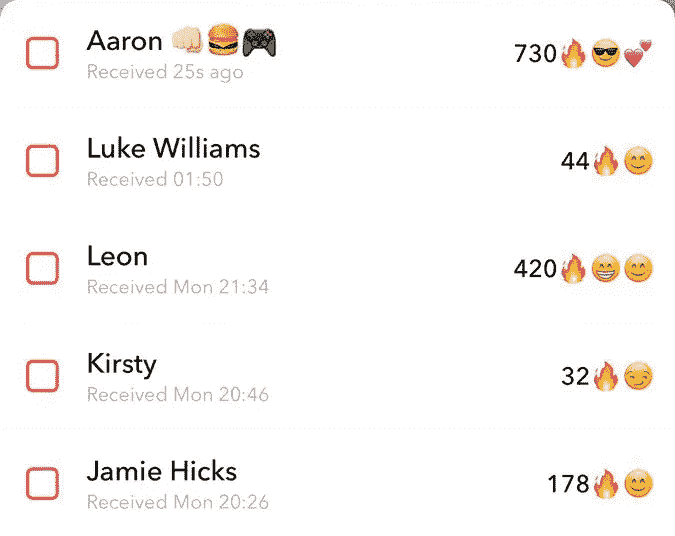 Aaron 👊🏻🍔🎮 730🔥😎💕
Received 25s ago
Luke Williams 44🔥😊
Received 01:50
Leon 420🔥😁😊
Received Mon 21:34
Kirsty 32🔥😏
Received Mon 20:46
Jamie Hicks 178🔥😊
Received Mon 20:26